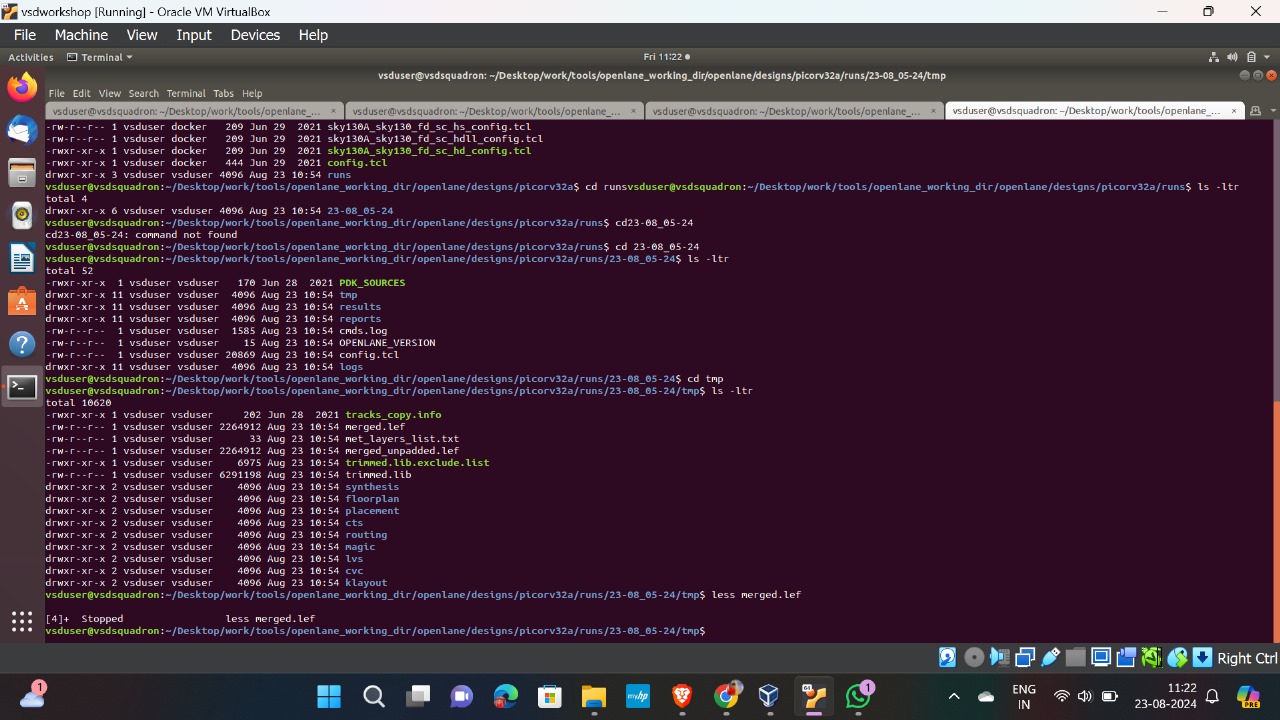 vsdworkshop [Running] - Oracle VM VirtualBox
File Machine View Input Devices Help
Activities Terminal Fri 11:22
vsduser@vsdsquadron: ~/Desktop/work/tools/openlane_working_dir/openlane/designs/picorv32a/runs/23-08_05-24/tmp
File Edit View Search Terminal Tabs Help
vsduser@vsdsquadron: ~/Desktop/work/tools/openlane_... × vsduser@vsdsquadron: ~/Desktop/work/tools/openlane_... × vsduser@vsdsquadron: ~/Desktop/work/tools/openlane_... × vsduser@vsdsquadron: ~/Desktop/work/tools/openlane_... ×
-rw-r--r-- 1 vsduser docker 209 Jun 29 2021 sky130A_sky130_fd_sc_hs_config.tcl
-rw-r--r-- 1 vsduser docker 209 Jun 29 2021 sky130A_sky130_fd_sc_hdll_config.tcl
-rwxr-xr-x 1 vsduser docker 209 Jun 29 2021 sky130A_sky130_fd_sc_hd_config.tcl
-rwxr-xr-x 1 vsduser docker 444 Jun 29 2021 config.tcl
drwxr-xr-x 3 vsduser vsduser 4096 Aug 23 10:54 runs
vsduser@vsdsquadron:~/Desktop/work/tools/openlane_working_dir/openlane/designs/picorv32a$ cd runsvsduser@vsdsquadron:~/Desktop/work/tools/openlane_working_dir/openlane/designs/picorv32a/runs$ ls -ltr
total 4
drwxr-xr-x 6 vsduser vsduser 4096 Aug 23 10:54 23-08_05-24
vsduser@vsdsquadron:~/Desktop/work/tools/openlane_working_dir/openlane/designs/picorv32a/runs$ cd23-08_05-24
cd23-08_05-24: command not found
vsduser@vsdsquadron:~/Desktop/work/tools/openlane_working_dir/openlane/designs/picorv32a/runs$ cd 23-08_05-24
vsduser@vsdsquadron:~/Desktop/work/tools/openlane_working_dir/openlane/designs/picorv32a/runs/23-08_05-24$ ls -ltr
total 52
-rwxr-xr-x 1 vsduser vsduser 170 Jun 28 2021 PDK_SOURCES
drwxr-xr-x 11 vsduser vsduser 4096 Aug 23 10:54 tmp
drwxr-xr-x 11 vsduser vsduser 4096 Aug 23 10:54 results
drwxr-xr-x 11 vsduser vsduser 4096 Aug 23 10:54 reports
-rw-r--r-- 1 vsduser vsduser 1585 Aug 23 10:54 cmds.log
-rw-r--r-- 1 vsduser vsduser 15 Aug 23 10:54 OPENLANE_VERSION
-rw-r--r-- 1 vsduser vsduser 20869 Aug 23 10:54 config.tcl
drwxr-xr-x 11 vsduser vsduser 4096 Aug 23 10:54 logs
vsduser@vsdsquadron:~/Desktop/work/tools/openlane_working_dir/openlane/designs/picorv32a/runs/23-08_05-24$ cd tmp
vsduser@vsdsquadron:~/Desktop/work/tools/openlane_working_dir/openlane/designs/picorv32a/runs/23-08_05-24/tmp$ ls -ltr
total 10620
-rwxr-xr-x 1 vsduser vsduser 202 Jun 28 2021 tracks_copy.info
-rw-r--r-- 1 vsduser vsduser 2264912 Aug 23 10:54 merged.lef
-rw-r--r-- 1 vsduser vsduser 33 Aug 23 10:54 met_layers_list.txt
-rw-r--r-- 1 vsduser vsduser 2264912 Aug 23 10:54 merged_unpadded.lef
-rwxr-xr-x 1 vsduser vsduser 6975 Aug 23 10:54 trimmed.lib.exclude.list
-rw-r--r-- 1 vsduser vsduser 6291198 Aug 23 10:54 trimmed.lib
drwxr-xr-x 2 vsduser vsduser 4096 Aug 23 10:54 synthesis
drwxr-xr-x 2 vsduser vsduser 4096 Aug 23 10:54 floorplan
drwxr-xr-x 2 vsduser vsduser 4096 Aug 23 10:54 placement
drwxr-xr-x 2 vsduser vsduser 4096 Aug 23 10:54 cts
drwxr-xr-x 2 vsduser vsduser 4096 Aug 23 10:54 routing
drwxr-xr-x 2 vsduser vsduser 4096 Aug 23 10:54 magic
drwxr-xr-x 2 vsduser vsduser 4096 Aug 23 10:54 lvs
drwxr-xr-x 2 vsduser vsduser 4096 Aug 23 10:54 cvc
drwxr-xr-x 2 vsduser vsduser 4096 Aug 23 10:54 klayout
vsduser@vsdsquadron:~/Desktop/work/tools/openlane_working_dir/openlane/designs/picorv32a/runs/23-08_05-24/tmp$ less merged.lef
[4]+ Stopped less merged.lef
vsduser@vsdsquadron:~/Desktop/work/tools/openlane_working_dir/openlane/designs/picorv32a/runs/23-08_05-24/tmp$
Right Ctrl
1
myhp
64
1
ENG
IN
11:22
23-08-2024
PRE